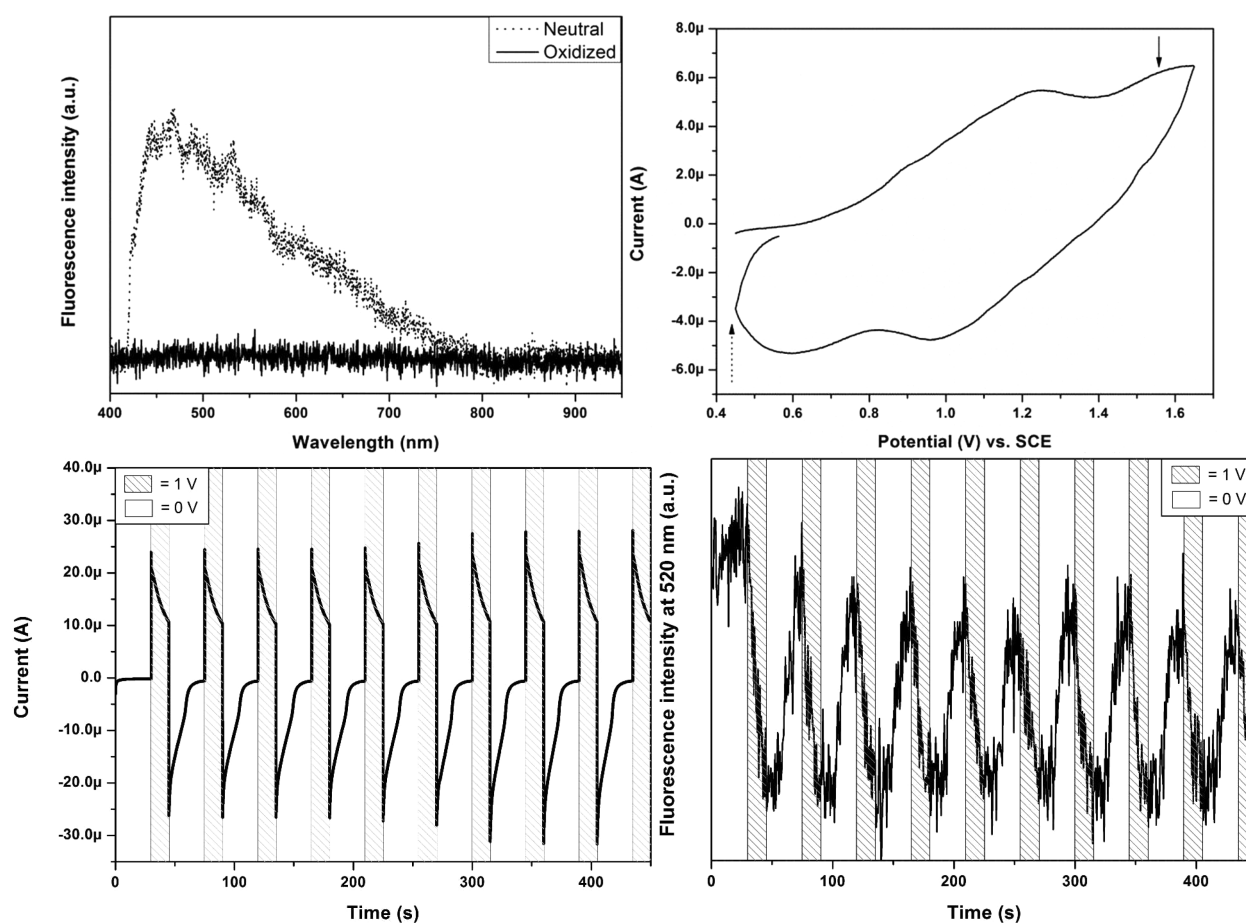 Neutral
Oxidized
Fluorescence intensity (a.u.)
400 500 600 700 800 900
Wavelength (nm)
8.0μ
6.0μ
4.0μ
2.0μ
0.0
-2.0μ
-4.0μ
-6.0μ
Current (A)
0.4 0.6 0.8 1.0 1.2 1.4 1.6
Potential (V) vs. SCE
40.0μ
30.0μ
20.0μ
10.0μ
0.0
-10.0μ
-20.0μ
-30.0μ
Current (A)
= 1 V
= 0 V
0 100 200 300 400
Time (s)
Fluorescence intensity at 520 nm (a.u.)
= 1 V
= 0 V
0 100 200 300 400
Time (s)